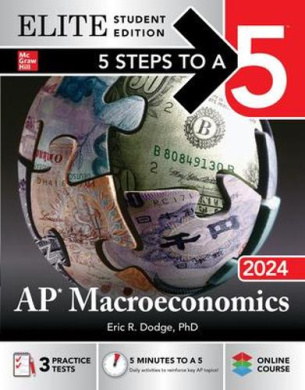 ELITE STUDENT EDITION
Mc
Graw
Hill
5 STEPS TO A
5
B 80849130 B
2024
AP* Macroeconomics
Eric R. Dodge, PhD
3 PRACTICE TESTS
5 MINUTES TO A 5
Daily activities to reinforce key AP topics!
ONLINE COURSE